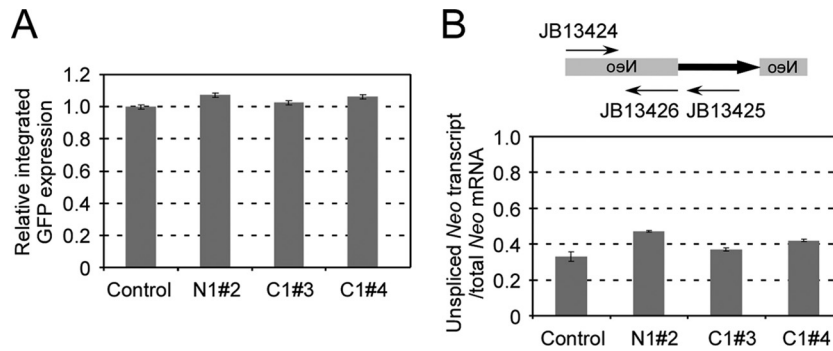 A
Relative integrated
GFP expression
1.2
1.0
0.8
0.6
0.4
0.2
0
Control N1#2 C1#3 C1#4
B
JB13424
Neo Neo
JB13426 JB13425
Unspliced Neo transcript
/total Neo mRNA
1.0
0.8
0.6
0.4
0.2
0
Control N1#2 C1#3 C1#4